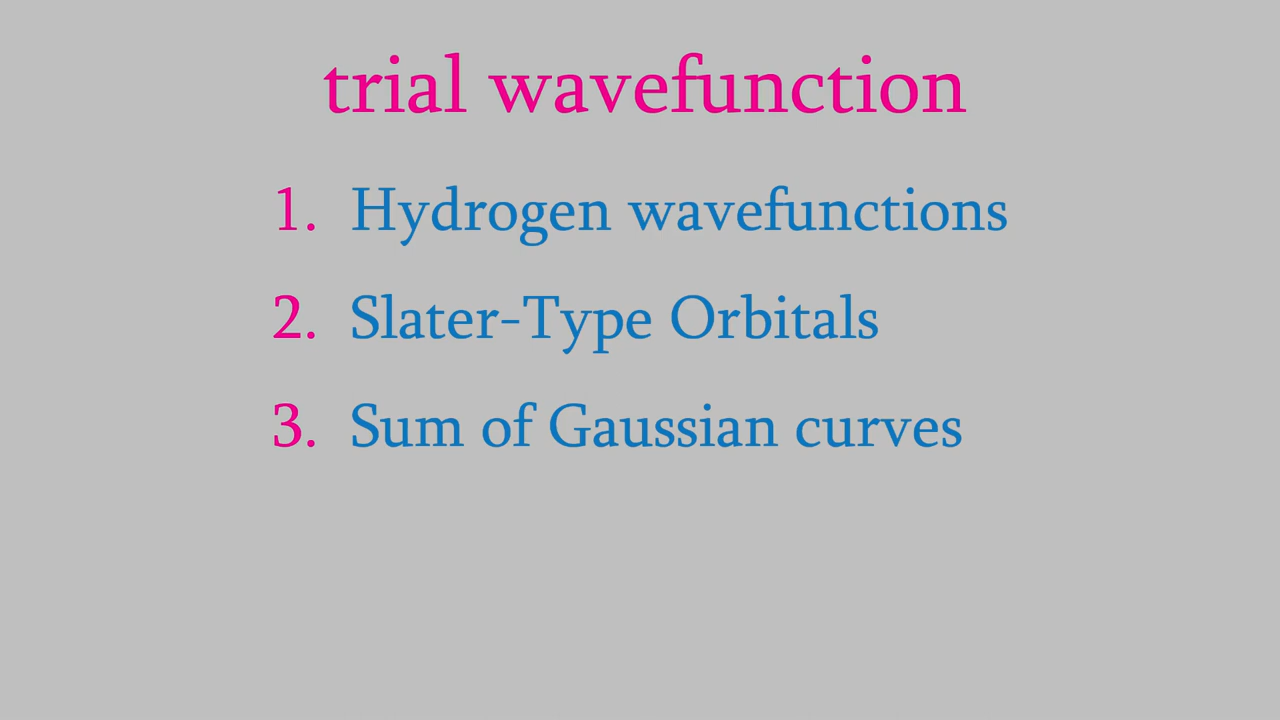 trial wavefunction
1. Hydrogen wavefunctions
2. Slater-Type Orbitals
3. Sum of Gaussian curves